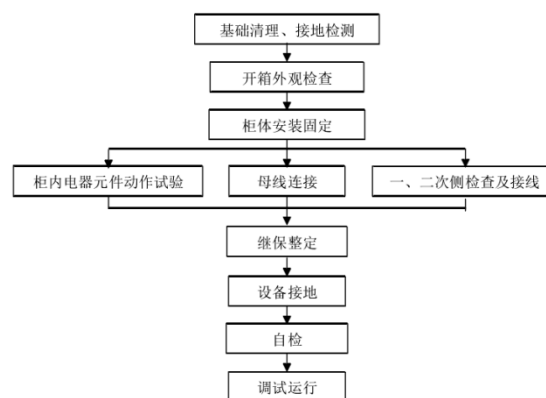 基础清理、接地检测
开箱外观检查
柜体安装固定
柜内电器元件动作试验
母线连接
一、二次侧检查及接线
继保整定
设备接地
自检
调试运行